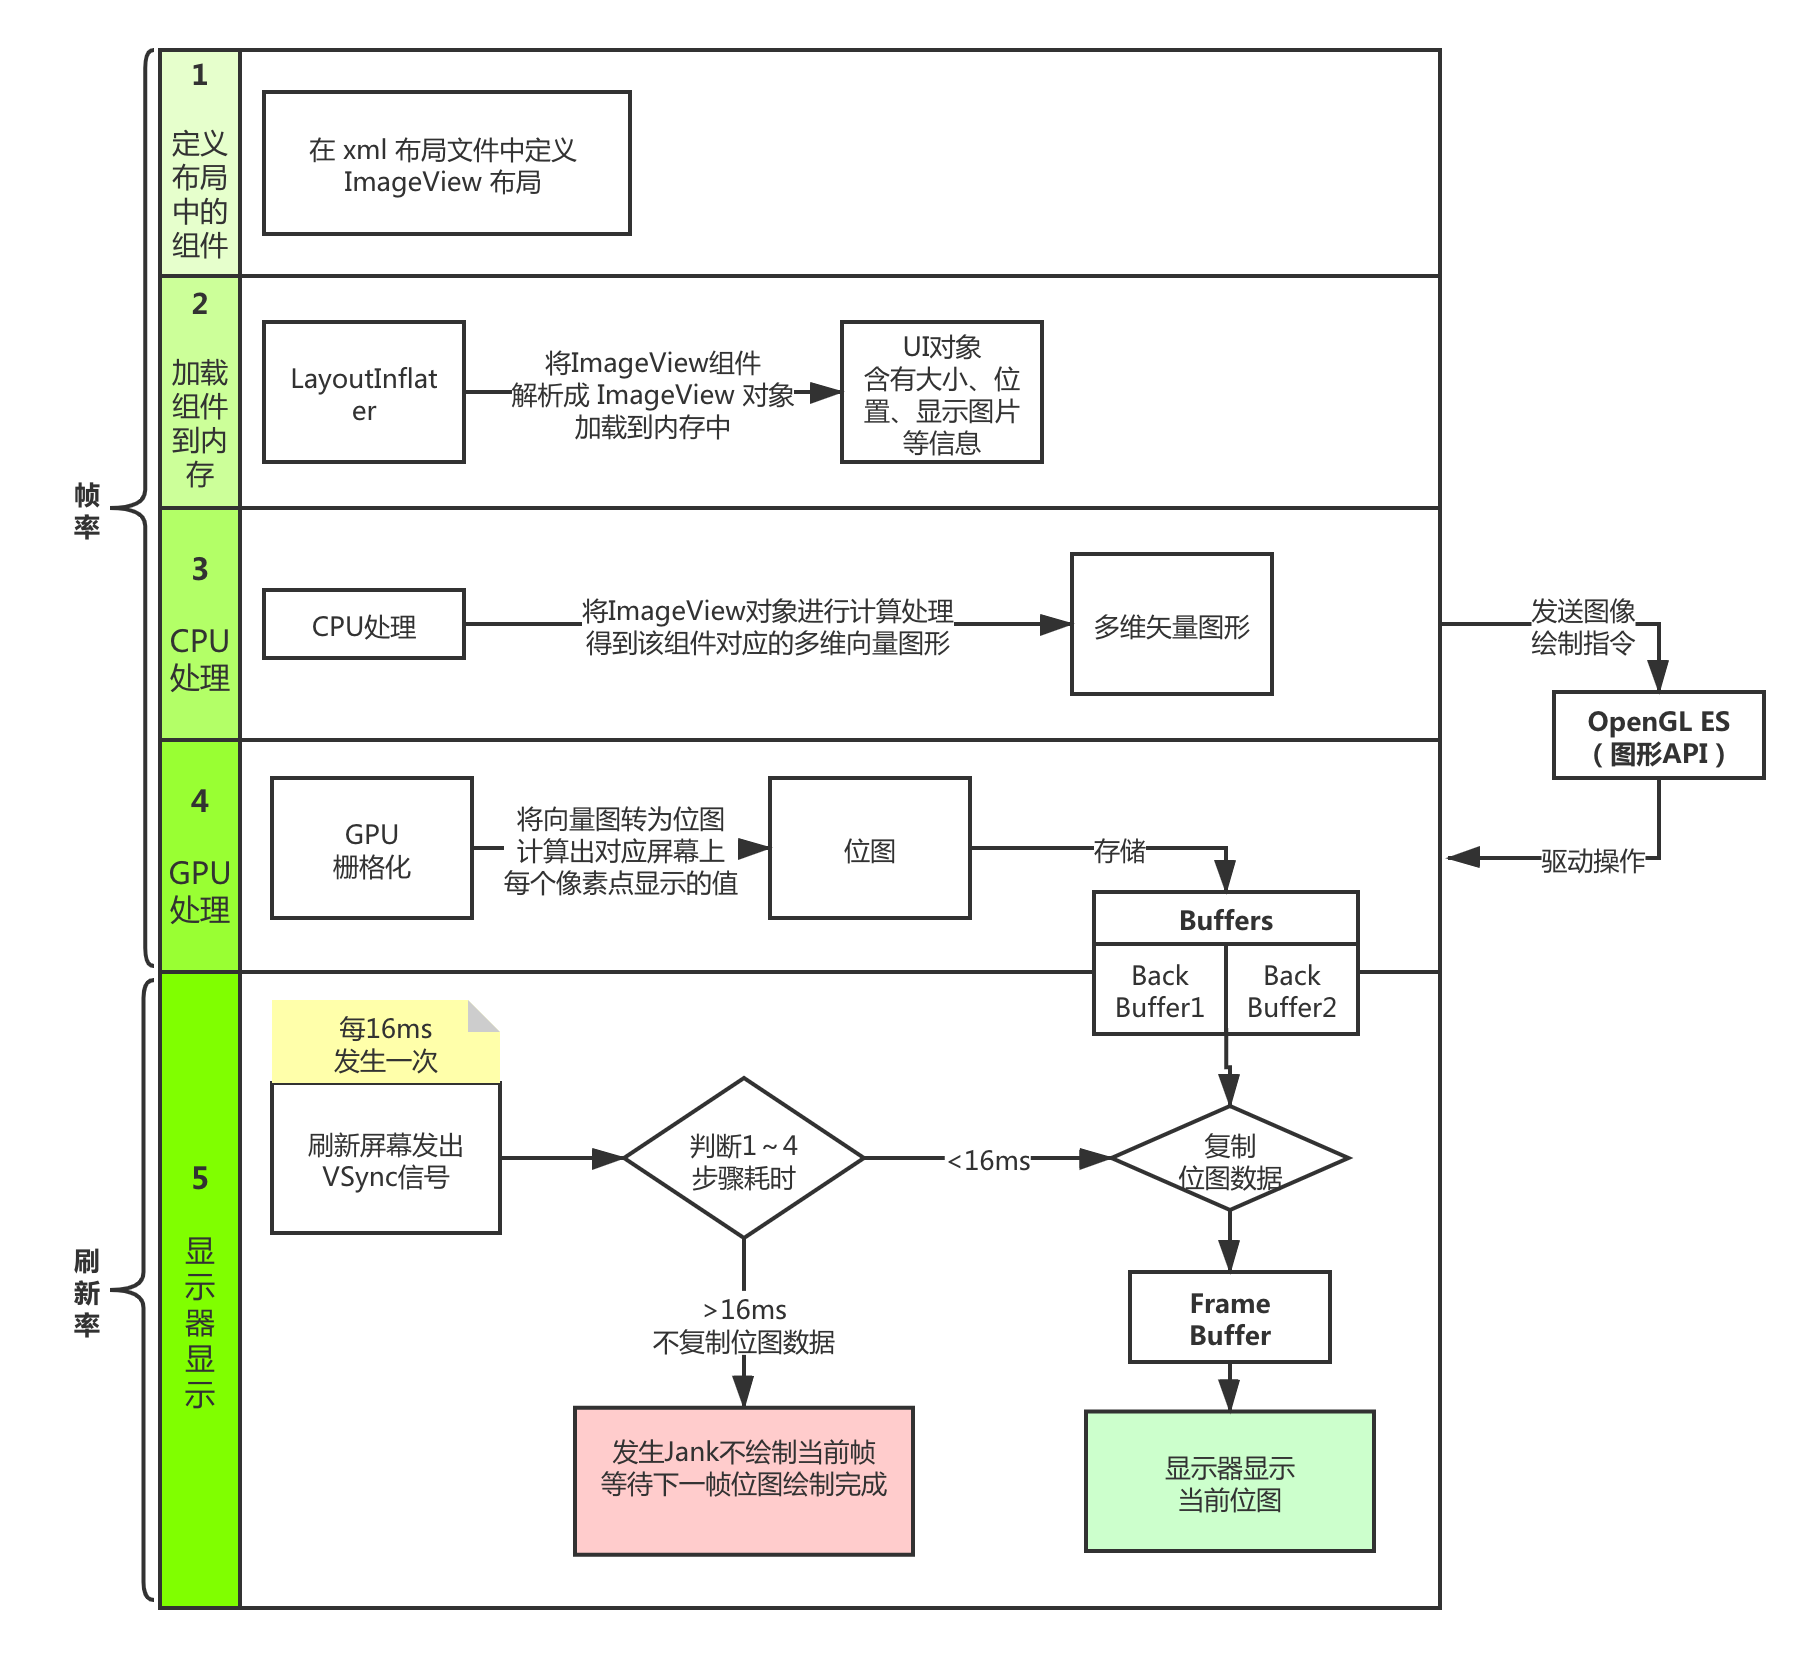 帧
率
1
定义
布局
中的
组件
在 xml 布局文件中定义
ImageView 布局
2
加载
组件
到内
存
LayoutInflat
er
将ImageView组件
解析成 ImageView 对象
加载到内存中
UI对象
含有大小、位
置、显示图片
等信息
3
CPU
处理
CPU处理
将ImageView对象进行计算处理
得到该组件对应的多维向量图形
多维矢量图形
发送图像
绘制指令
OpenGL ES
（图形API）
驱动操作
4
GPU
处理
GPU
栅格化
将向量图转为位图
计算出对应屏幕上
每个像素点显示的值
位图
存储
Buffers
Back
Buffer1
Back
Buffer2
刷
新
率
5
显
示
器
显
示
每16ms
发生一次
刷新屏幕发出
VSync信号
判断1～4
步骤耗时
<16ms
复制
位图数据
>16ms
不复制位图数据
Frame
Buffer
发生Jank不绘制当前帧
等待下一帧位图绘制完成
显示器显示
当前位图